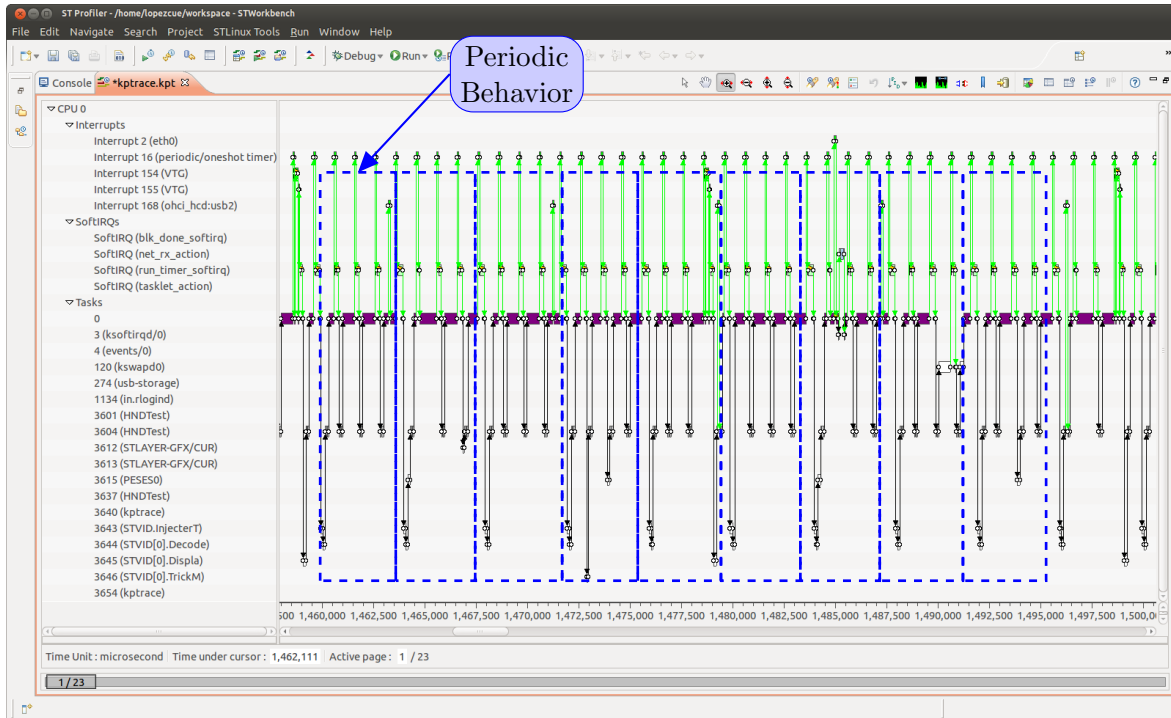 ST Profiler - /home/lopezcue/workspace - STWorkbench
File Edit Navigate Search Project STLinux Tools Run Window Help
Debug Run
Periodic
Behavior
Console *kptrace.kpt
CPU 0
Interrupts
Interrupt 2 (eth0)
Interrupt 16 (periodic/oneshot timer)
Interrupt 154 (VTG)
Interrupt 155 (VTG)
Interrupt 168 (ohci_hcd:usb2)
SoftIRQs
SoftIRQ (blk_done_softirq)
SoftIRQ (net_rx_action)
SoftIRQ (run_timer_softirq)
SoftIRQ (tasklet_action)
Tasks
0
3 (ksoftirqd/0)
4 (events/0)
120 (kswapd0)
274 (usb-storage)
1134 (in.rlogind)
3601 (HNDTest)
3604 (HNDTest)
3612 (STLAYER-GFX/CUR)
3613 (STLAYER-GFX/CUR)
3615 (PESES0)
3637 (HNDTest)
3640 (kptrace)
3643 (STVID.InjecterT)
3644 (STVID[0].Decode)
3645 (STVID[0].Displa)
3646 (STVID[0].TrickM)
3654 (kptrace)
500 1,460,000 1,462,500 1,465,000 1,467,500 1,470,000 1,472,500 1,475,000 1,477,500 1,480,000 1,482,500 1,485,000 1,487,500 1,490,000 1,492,500 1,495,000 1,497,500 1,500,0
Time Unit : microsecond Time under cursor : 1,462,111 Active page : 1 / 23
1 / 23